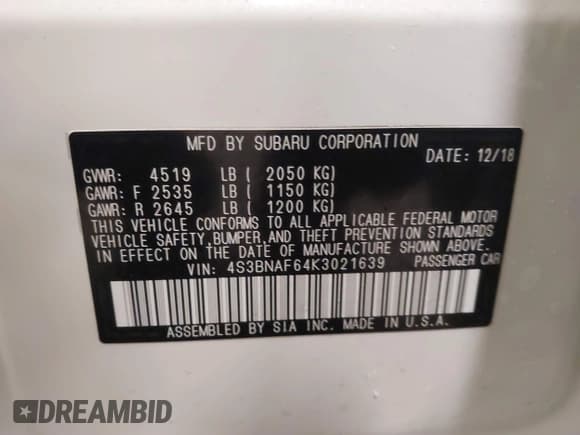 MFD BY SUBARU CORPORATION
DATE: 12/18
GVWR: 4519 LB ( 2050 KG)
GAWR: F 2535 LB ( 1150 KG)
GAWR: R 2645 LB ( 1200 KG)
THIS VEHICLE CONFORMS TO ALL APPLICABLE FEDERAL MOTOR
VEHICLE SAFETY,BUMPER,AND THEFT PREVENTION STANDARDS
IN EFFECT ON THE DATE OF MANUFACTURE SHOWN ABOVE.
VIN: 4S3BNAF64K3021639 PASSENGER CAR
ASSEMBLED BY SIA INC. MADE IN U.S.A.
DREAMBID